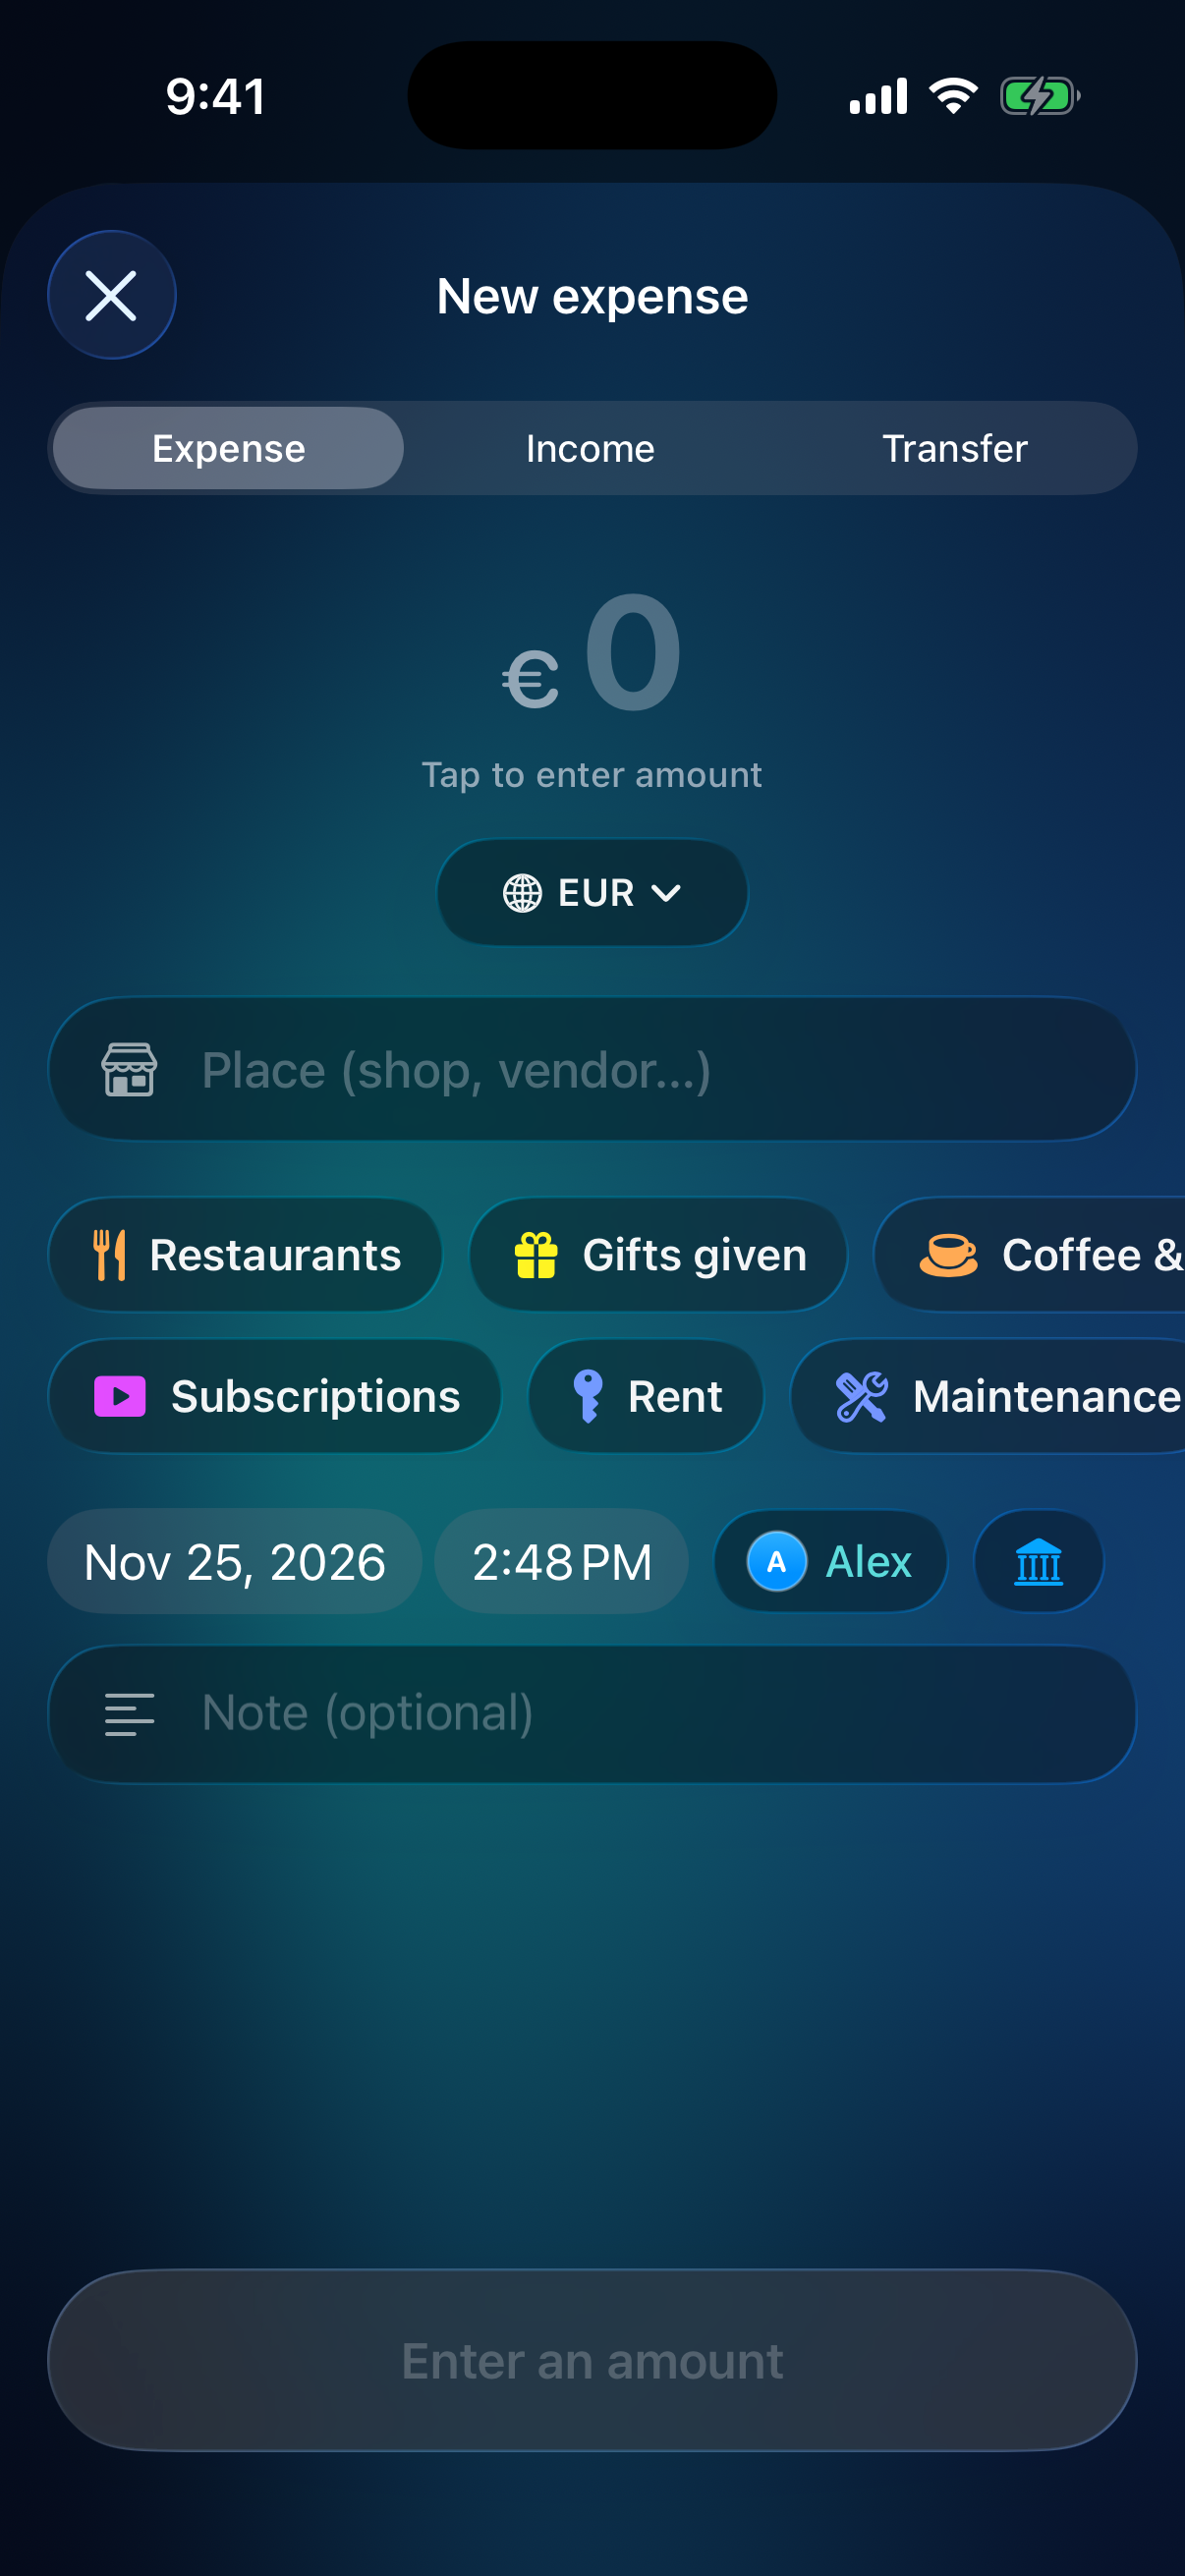 9:41
New expense
Expense Income Transfer
€ 0
Tap to enter amount
EUR
Place (shop, vendor...)
Restaurants Gifts given Coffee &
Subscriptions Rent Maintenance
Nov 25, 2026 2:48 PM A Alex
Note (optional)
Enter an amount